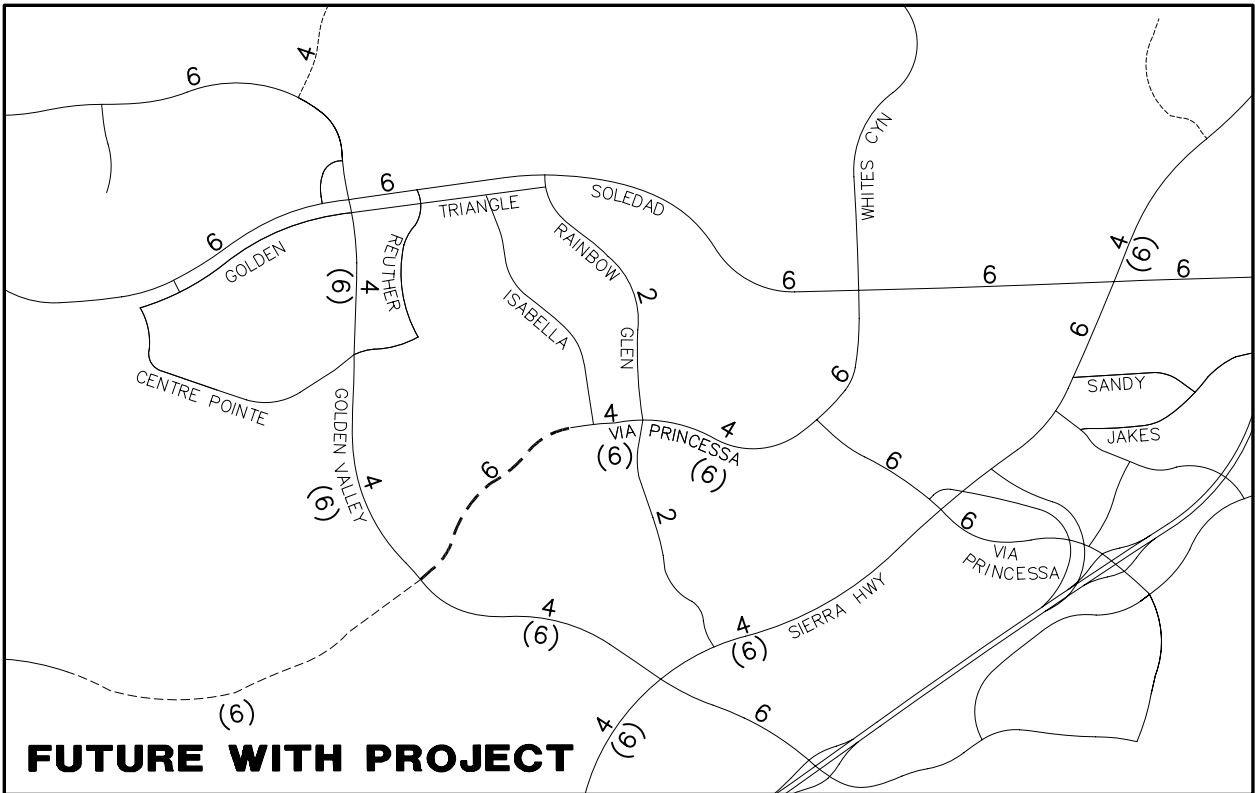 4
6
WHITES CYN
6
SOLEDAD
TRIANGLE
RAINBOW
REUTHER
6
GOLDEN
4
(6)
6
6
6
4
(6)
2
ISABELLA
GLEN
6
SANDY
JAKES
6
CENTRE POINTE
GOLDEN VALLEY
4
VIA
(6)
4
PRINCESSA
(6)
6
6
4
(6)
2
6
VIA
PRINCESSA
SIERRA HWY
4
(6)
4
(6)
6
4
(6)
(6)
FUTURE WITH PROJECT